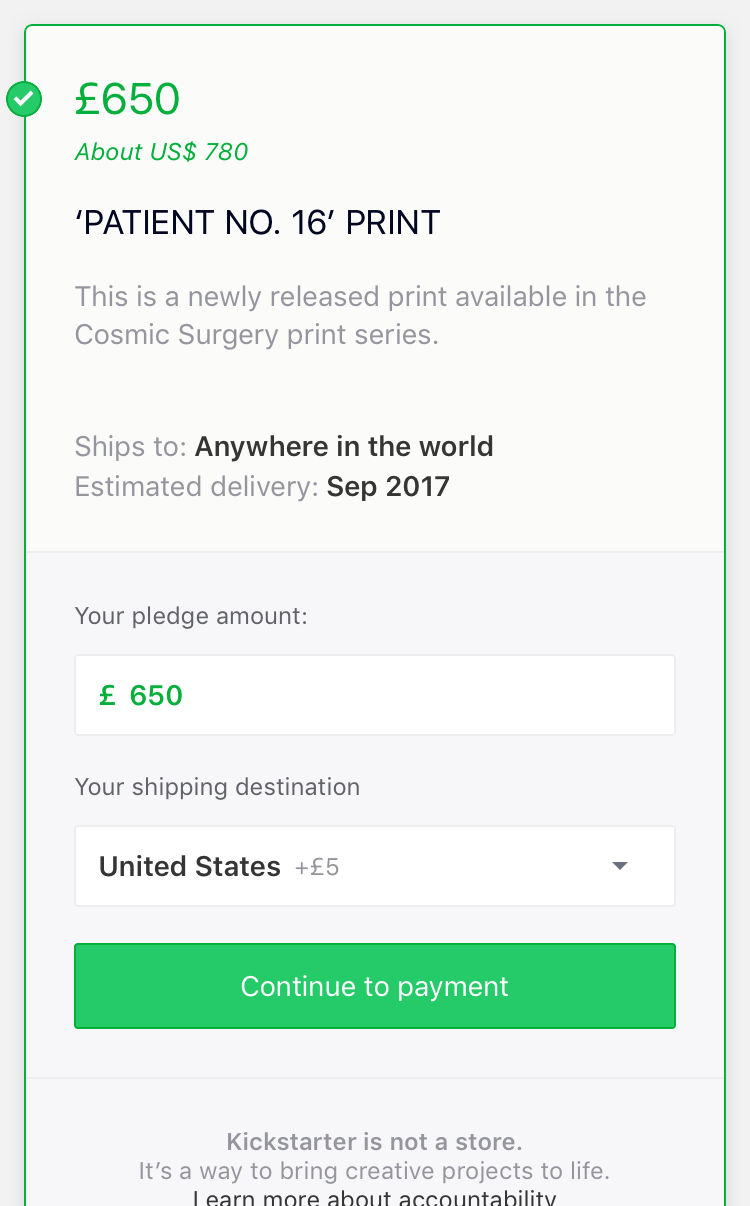 £650
About US$ 780
‘PATIENT NO. 16’ PRINT
This is a newly released print available in the
Cosmic Surgery print series.
Ships to: Anywhere in the world
Estimated delivery: Sep 2017
Your pledge amount:
£ 650
Your shipping destination
United States +£5
Continue to payment
Kickstarter is not a store.
It’s a way to bring creative projects to life.
Learn more about accountability